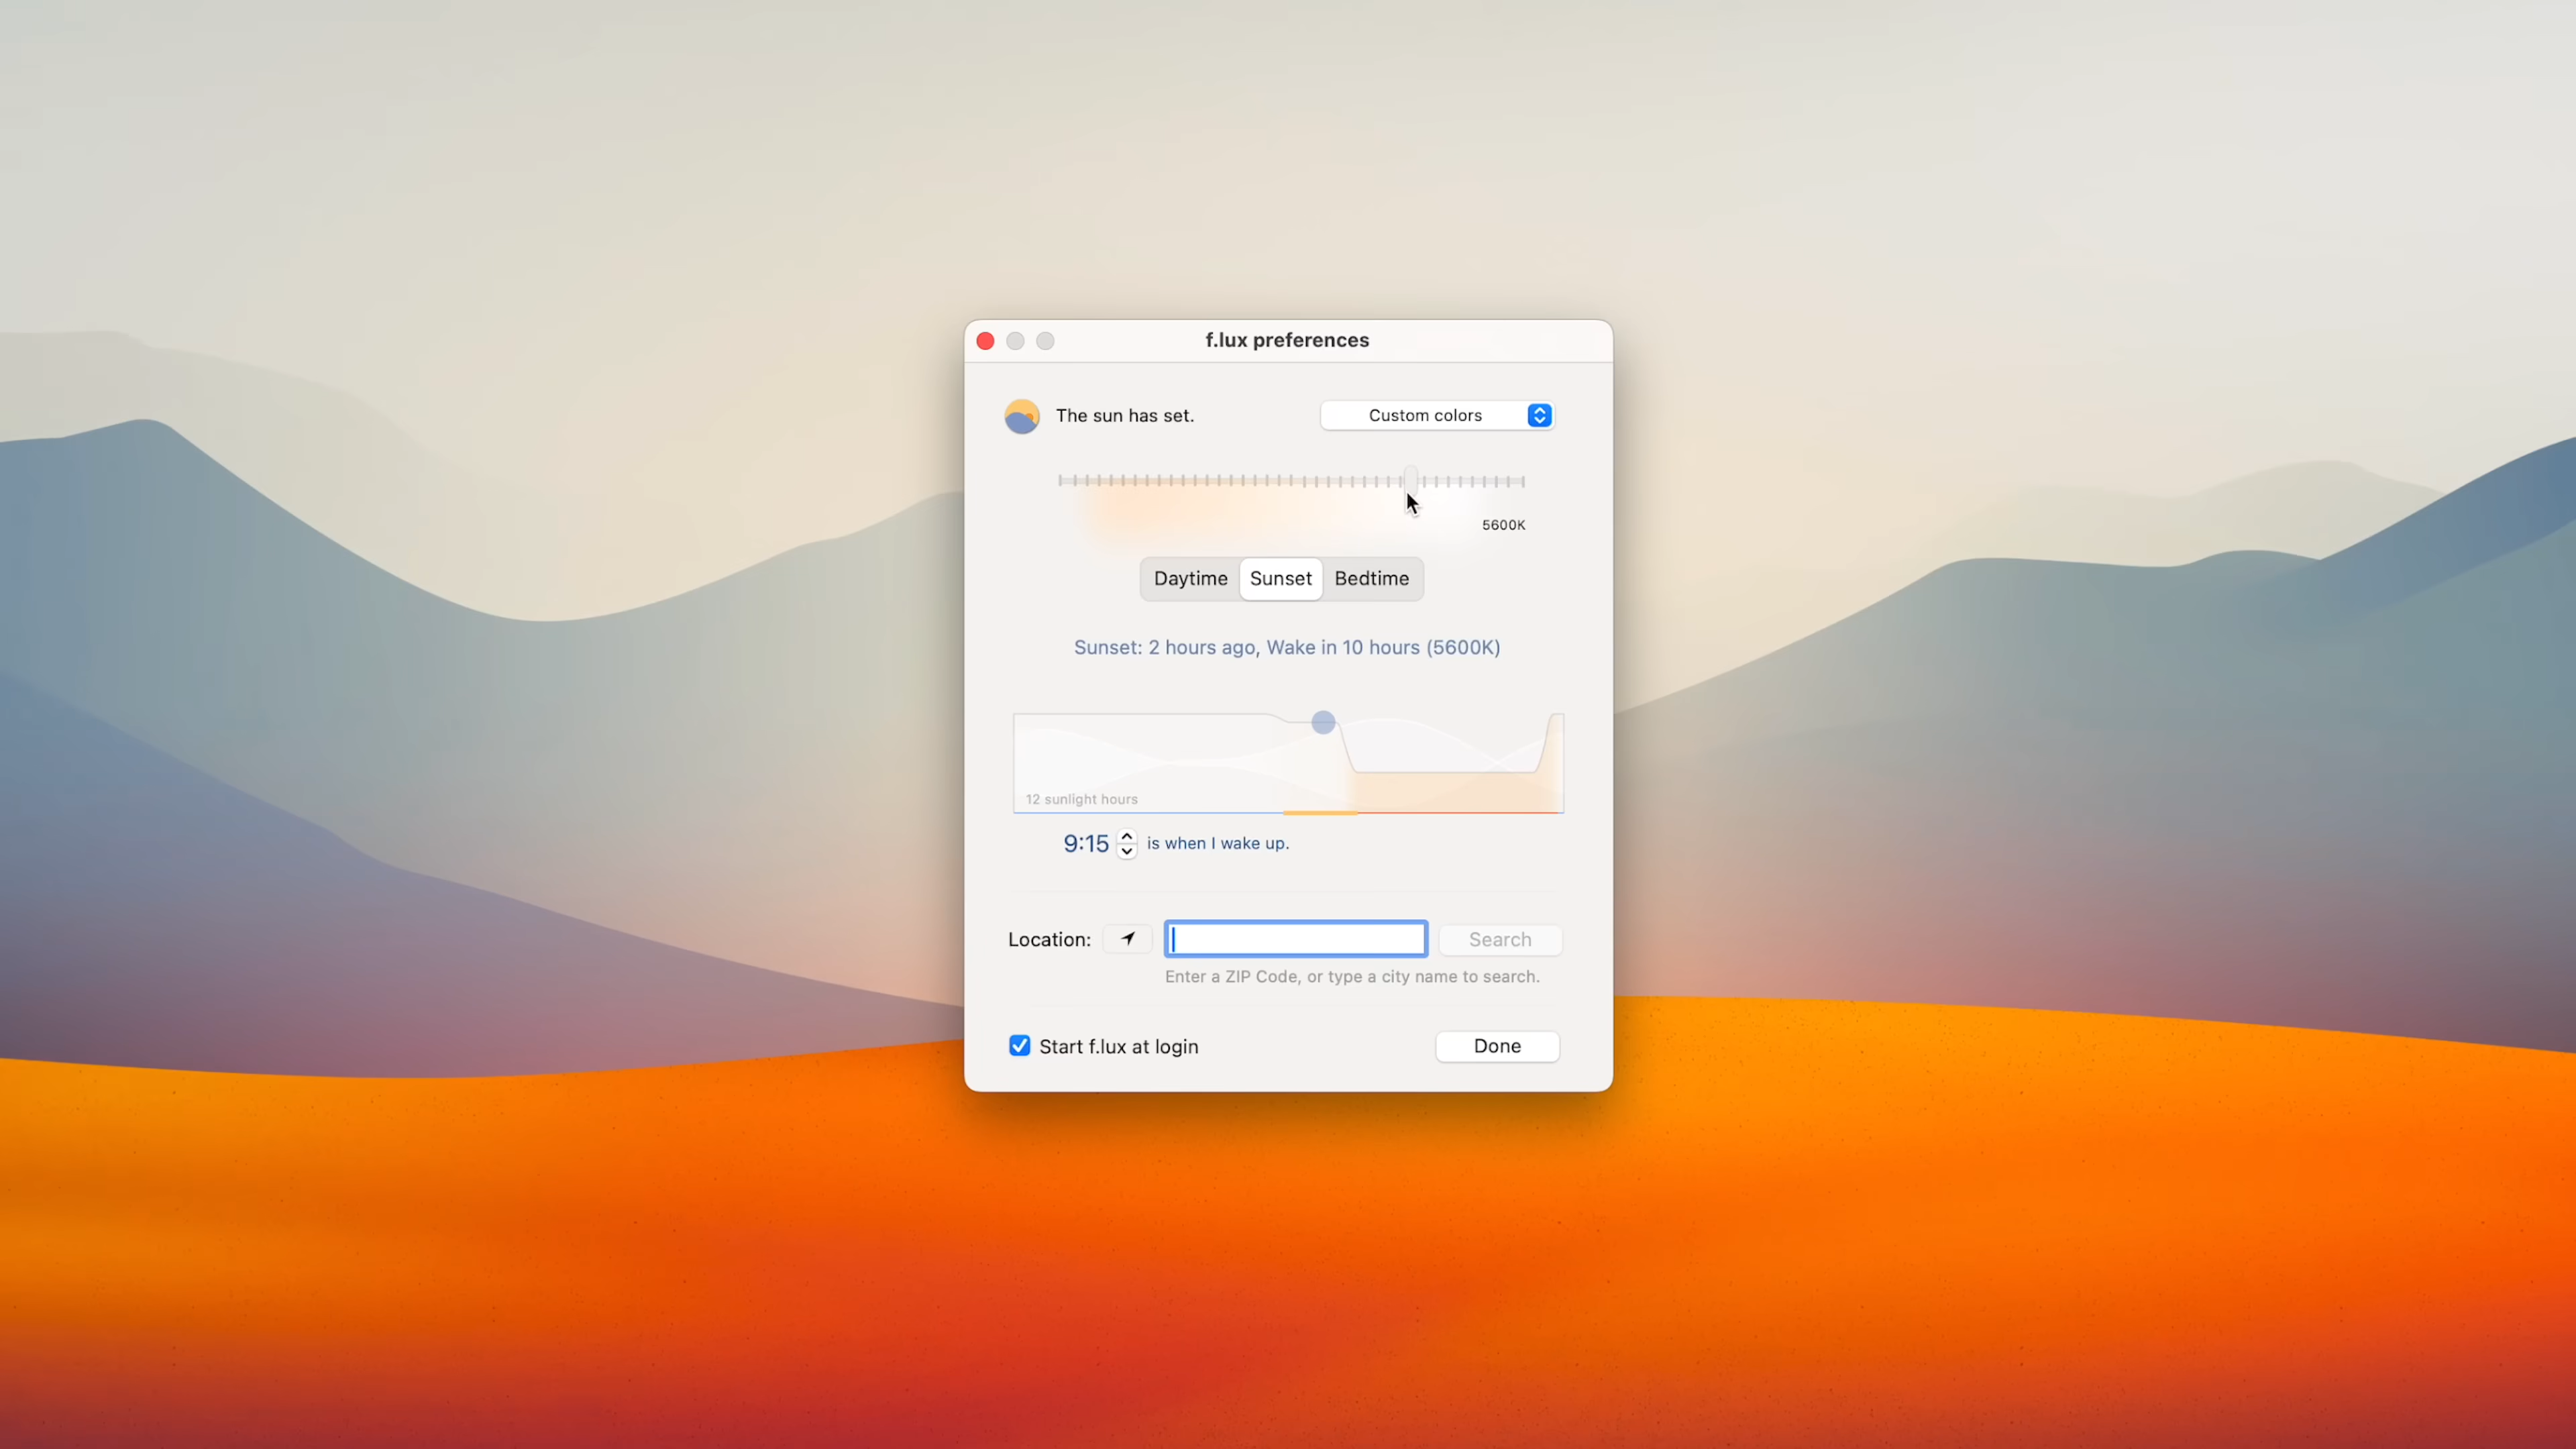 f.lux preferences
The sun has set.
Custom colors
5600K
Daytime Sunset Bedtime
Sunset: 2 hours ago, Wake in 10 hours (5600K)
12 sunlight hours
9:15 is when I wake up.
Location: Search
Enter a ZIP Code, or type a city name to search.
Start f.lux at login Done